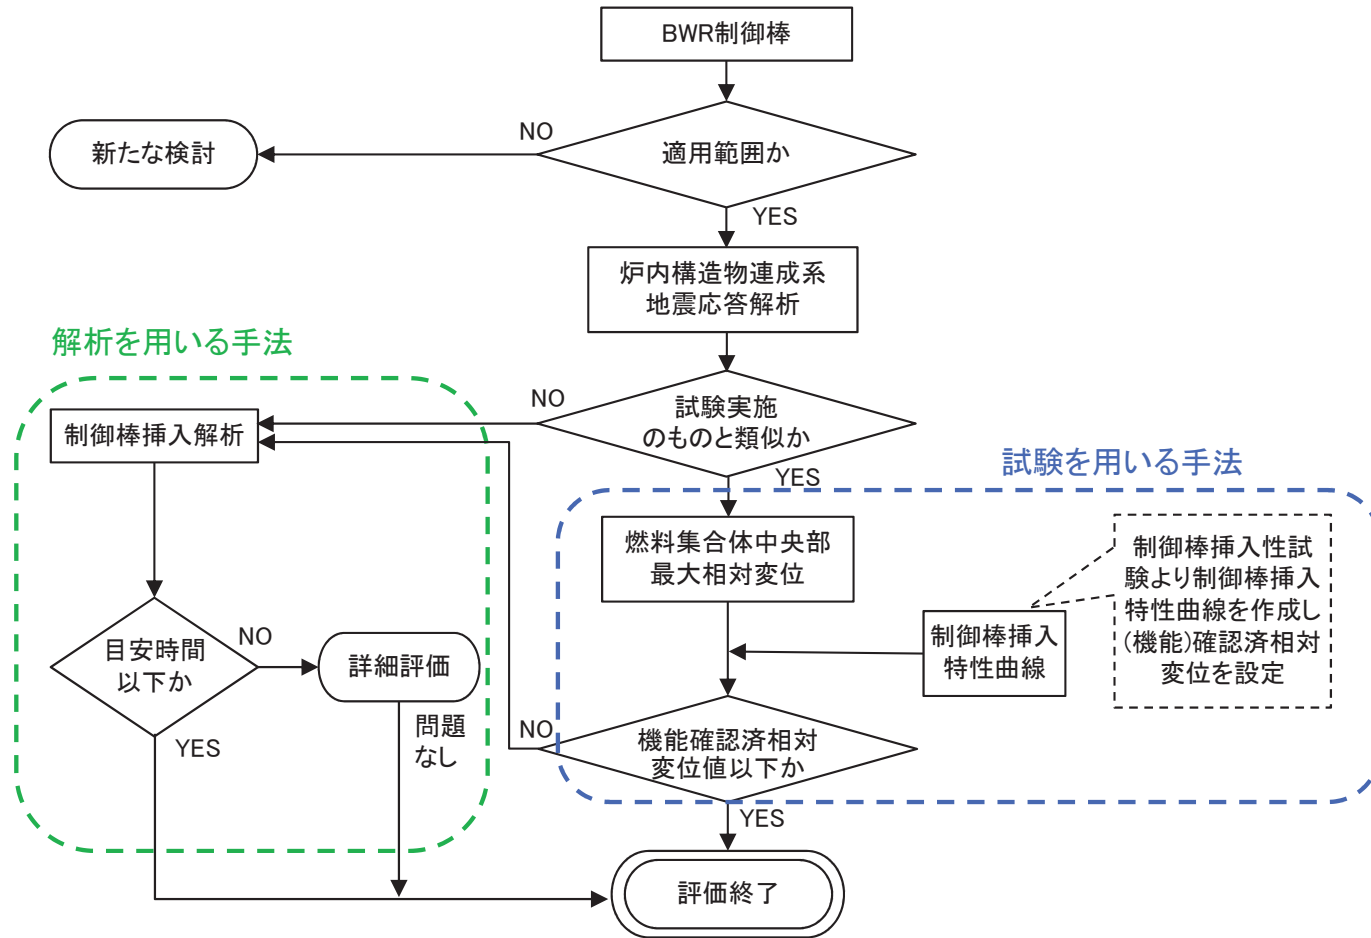 BWR制御棒
NO
新たな検討
適用範囲か
YES
炉内構造物連成系
地震応答解析
解析を用いる手法
NO
試験実施
のものと類似か
制御棒挿入解析
YES
試験を用いる手法
燃料集合体中央部
最大相対変位
制御棒挿入性試
験より制御棒挿入
特性曲線を作成し
(機能)確認済相対
変位を設定
制御棒挿入
特性曲線
目安時間
以下か
NO
詳細評価
YES
問題
なし
NO
機能確認済相対
変位値以下か
YES
評価終了